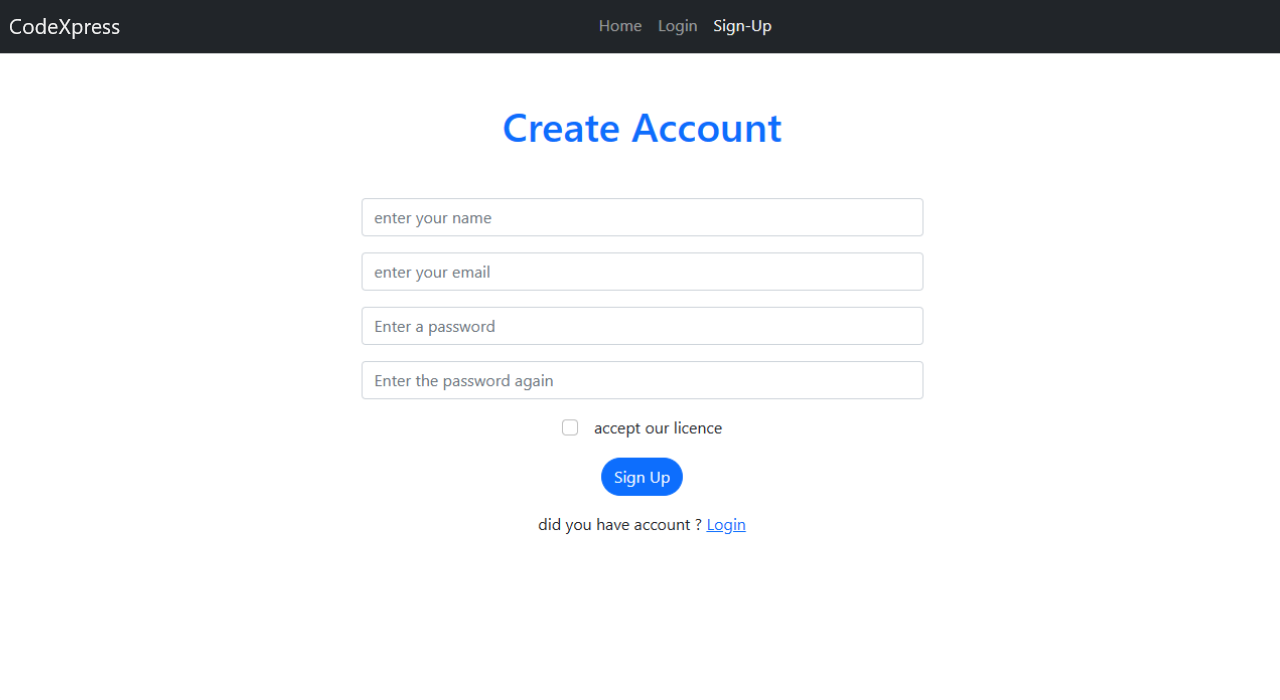 CodeXpress Home Login Sign-Up
Create Account
enter your name
enter your email
Enter a password
Enter the password again
accept our licence
Sign Up
did you have account ? Login